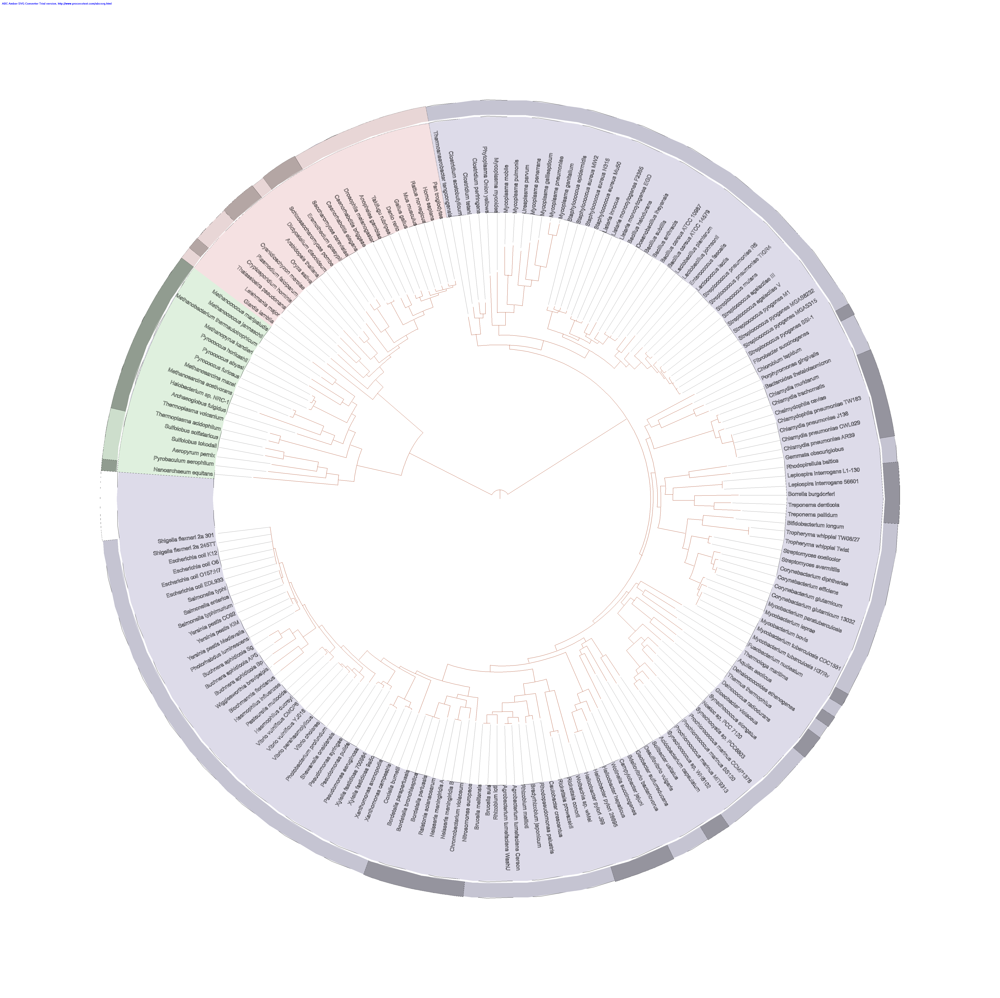 ABC Amber SVG Converter Trial version, http://www.processtext.com/abcsvg.html
Thermoanaerobacter tengcongensis
Clostridium acetobutylicum
Clostridium tetani
Clostridium perfringens
Phytoplasma Onion yellows
Mycoplasma mycoides
Mycoplasma mobile
Mycoplasma pulmonis
Ureaplasma parvum
Mycoplasma penetrans
Mycoplasma gallisepticum
Mycoplasma pneumoniae
Mycoplasma genitalium
Staphylococcus epidermidis
Staphylococcus aureus MW2
Staphylococcus aureus N315
Staphylococcus aureus Mu50
Listeria innocua
Listeria monocytogenes F2365
Listeria monocytogenes EGD
Bacillus halodurans
Oceanobacillus iheyensis
Bacillus subtilis
Bacillus anthracis
Bacillus cereus ATCC 10987
Bacillus cereus ATCC 14579
Lactobacillus plantarum
Lactobacillus johnsonii
Enterococcus faecalis
Lactococcus lactis
Streptococcus pneumoniae R6
Streptococcus pneumoniae TIGR4
Streptococcus mutans
Streptococcus agalactiae III
Streptococcus agalactiae V
Streptococcus pyogenes M1
Streptococcus pyogenes MGAS8232
Streptococcus pyogenes MGAS315
Streptococcus pyogenes SSI-1
Fibrobacter succinogenes
Chlorobium tepidum
Porphyromonas gingivalis
Bacteroides thetaiotaomicron
Chlamydia muridarum
Chlamydia trachomatis
Chalmydophila caviae
Chlamydophila pneumoniae TW183
Chlamydia pneumoniae J138
Chlamydia pneumoniae CWL029
Chlamydia pneumoniae AR39
Gemmata obscuriglobus
Rhodopirellula baltica
Leptospira interrogans L1-130
Leptospira interrogans 56601
Borrelia burgdorferi
Treponema denticola
Treponema pallidum
Bifidobacterium longum
Tropheryma whipplei TW08/27
Tropheryma whipplei Twist
Streptomyces coelicolor
Streptomyces avermitilis
Corynebacterium diphtheriae
Corynebacterium efficiens
Corynebacterium glutamicum
Corynebacterium glutamicum 13032
Mycobacterium paratuberculosis
Mycobacterium leprae
Mycobacterium bovis
Mycobacterium tuberculosis CDC1551
Mycobacterium tuberculosis H37Rv
Fusobacterium nucleatum
Thermotoga maritima
Aquifex aeolicus
Dehalococcoides ethenogenes
Thermus thermophilus
Deinococcus radiodurans
Gloeobacter violaceus
Synechococcus elongatus
Nostoc sp. PCC 7120
Synechocystis sp. PCC6803
Prochlorococcus marinus CCMP1378
Prochlorococcus marinus SS120
Prochlorococcus marinus MIT9313
Synechococcus sp. WH8102
Acidobacterium capsulatum
Solibacter usitatus
Desulfovibrio vulgaris
Geobacter sulfurreducens
Bdellovibrio bacteriovorus
Campylobacter jejuni
Wolinella succinogenes
Helicobacter hepaticus
Helicobacter pylori 26695
Helicobacter pylori J99
Wolbachia sp. wMel
Rickettsia conorii
Rickettsia prowazekii
Caulobacter crescentus
Rhodopseudomonas palustris
Bradyrhizobium japonicum
Rhizobium meliloti
Agrobacterium tumefaciens Cereon
Agrobacterium tumefaciens WashU
Rhizobium loti
Brucella suis
Brucella melitensis
Nitrosomonas europaea
Chromobacterium violaceum
Neisseria meningitidis B
Neisseria meningitidis A
Ralstonia solanacearum
Bordetella pertussis
Bordetella bronchiseptica
Bordetella parapertussis
Coxiella burnetii
Xanthomonas campestris
Xanthomonas axonopodis
Xylella fastidiosa 9a5c
Xylella fastidiosa 700964
Pseudomonas aeruginosa
Pseudomonas putida
Pseudomonas syringae
Shewanella oneidensis
Photobacterium profundum
Vibrio cholerae
Vibrio parahaemolyticus
Vibrio vulnificus YJ016
Vibrio vulnificus CMCP6
Haemophilus ducreyi
Pasteurella multocida
Haemophilus influenzae
Blochmannia floridanus
Wigglesworthia brevipalpis
Buchnera aphidicola Bp
Buchnera aphidicola APS
Buchnera aphidicola Sg
Photorhabdus luminescens
Yersinia pestis Medievalis
Yersinia pestis KIM
Yersinia pestis CO92
Salmonella typhimurium
Salmonella enterica
Salmonella typhi
Escherichia coli EDL933
Escherichia coli O157:H7
Escherichia coli O6
Escherichia coli K12
Shigella flexneri 2a 245TT
Shigella flexneri 2a 301
Nanoarchaeum equitans
Pyrobaculum aerophilum
Aeropyrum pernix
Sulfolobus tokodaii
Sulfolobus solfataricus
Thermoplasma acidophilum
Thermoplasma volcanium
Archaeoglobus fulgidus
Halobacterium sp. NRC-1
Methanosarcina acetivorans
Methanosarcina mazei
Pyrococcus furiosus
Pyrococcus abyssi
Pyrococcus horikoshii
Methanopyrus kandleri
Methanobacterium thermautotrophicum
Methanococcus jannaschii
Methanococcus maripaludis
Giardia lamblia
Leishmania major
Thalassiosira pseudonana
Cryptosporidium hominis
Plasmodium falciparum
Cyanidioschyzon merolae
Oryza sativa
Arabidopsis thaliana
Dictyostelium discoideum
Schizosaccharomyces pombe
Eremothecium gossypii
Saccharomyces cerevisiae
Caenorhabditis elegans
Caenorhabditis briggsae
Drosophila melanogaster
Anopheles gambiae
Takifugu rubripes
Danio rerio
Gallus gallus
Mus musculus
Rattus norvegicus
Homo sapiens
Pan troglodytes